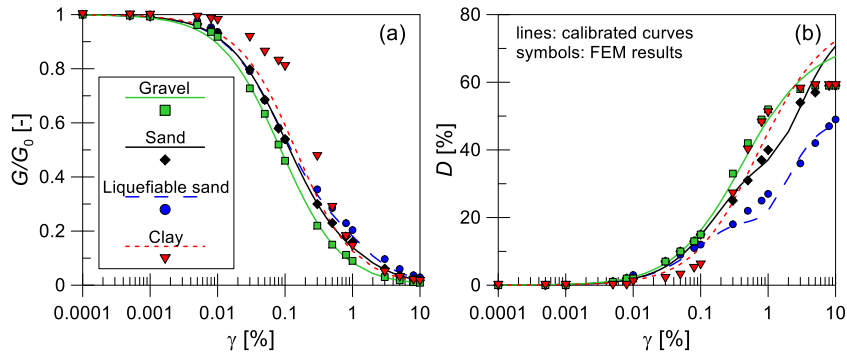 (a)
1
0.8
0.6
0.4
0.2
0
G/G0 [-]
Gravel
Sand
Liquefiable sand
Clay
0.0001 0.001 0.01 0.1 1 10
γ [%]
(b)
lines: calibrated curves
symbols: FEM results
80
60
40
20
0
D [%]
0.0001 0.001 0.01 0.1 1 10
γ [%]